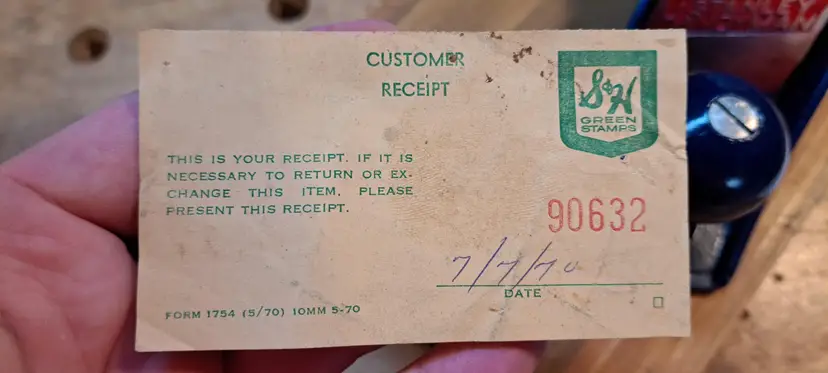 CUSTOMER
RECEIPT
S&H
GREEN
STAMPS
THIS IS YOUR RECEIPT. IF IT IS
NECESSARY TO RETURN OR EX-
CHANGE THIS ITEM, PLEASE
PRESENT THIS RECEIPT.
90632
7/7/70
DATE
FORM 1754 (5/70) 10MM 5-70